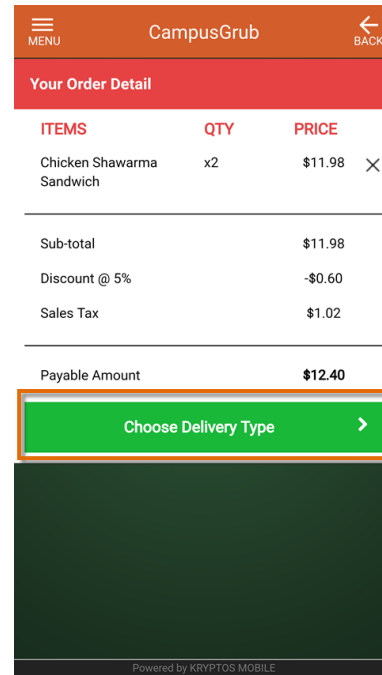 MENU CampusGrub BACK
Your Order Detail
ITEMS QTY PRICE
Chicken Shawarma x2 $11.98
Sandwich
Sub-total $11.98
Discount @ 5% -$0.60
Sales Tax $1.02
Payable Amount $12.40
Choose Delivery Type
Powered by KRYPTOS MOBILE